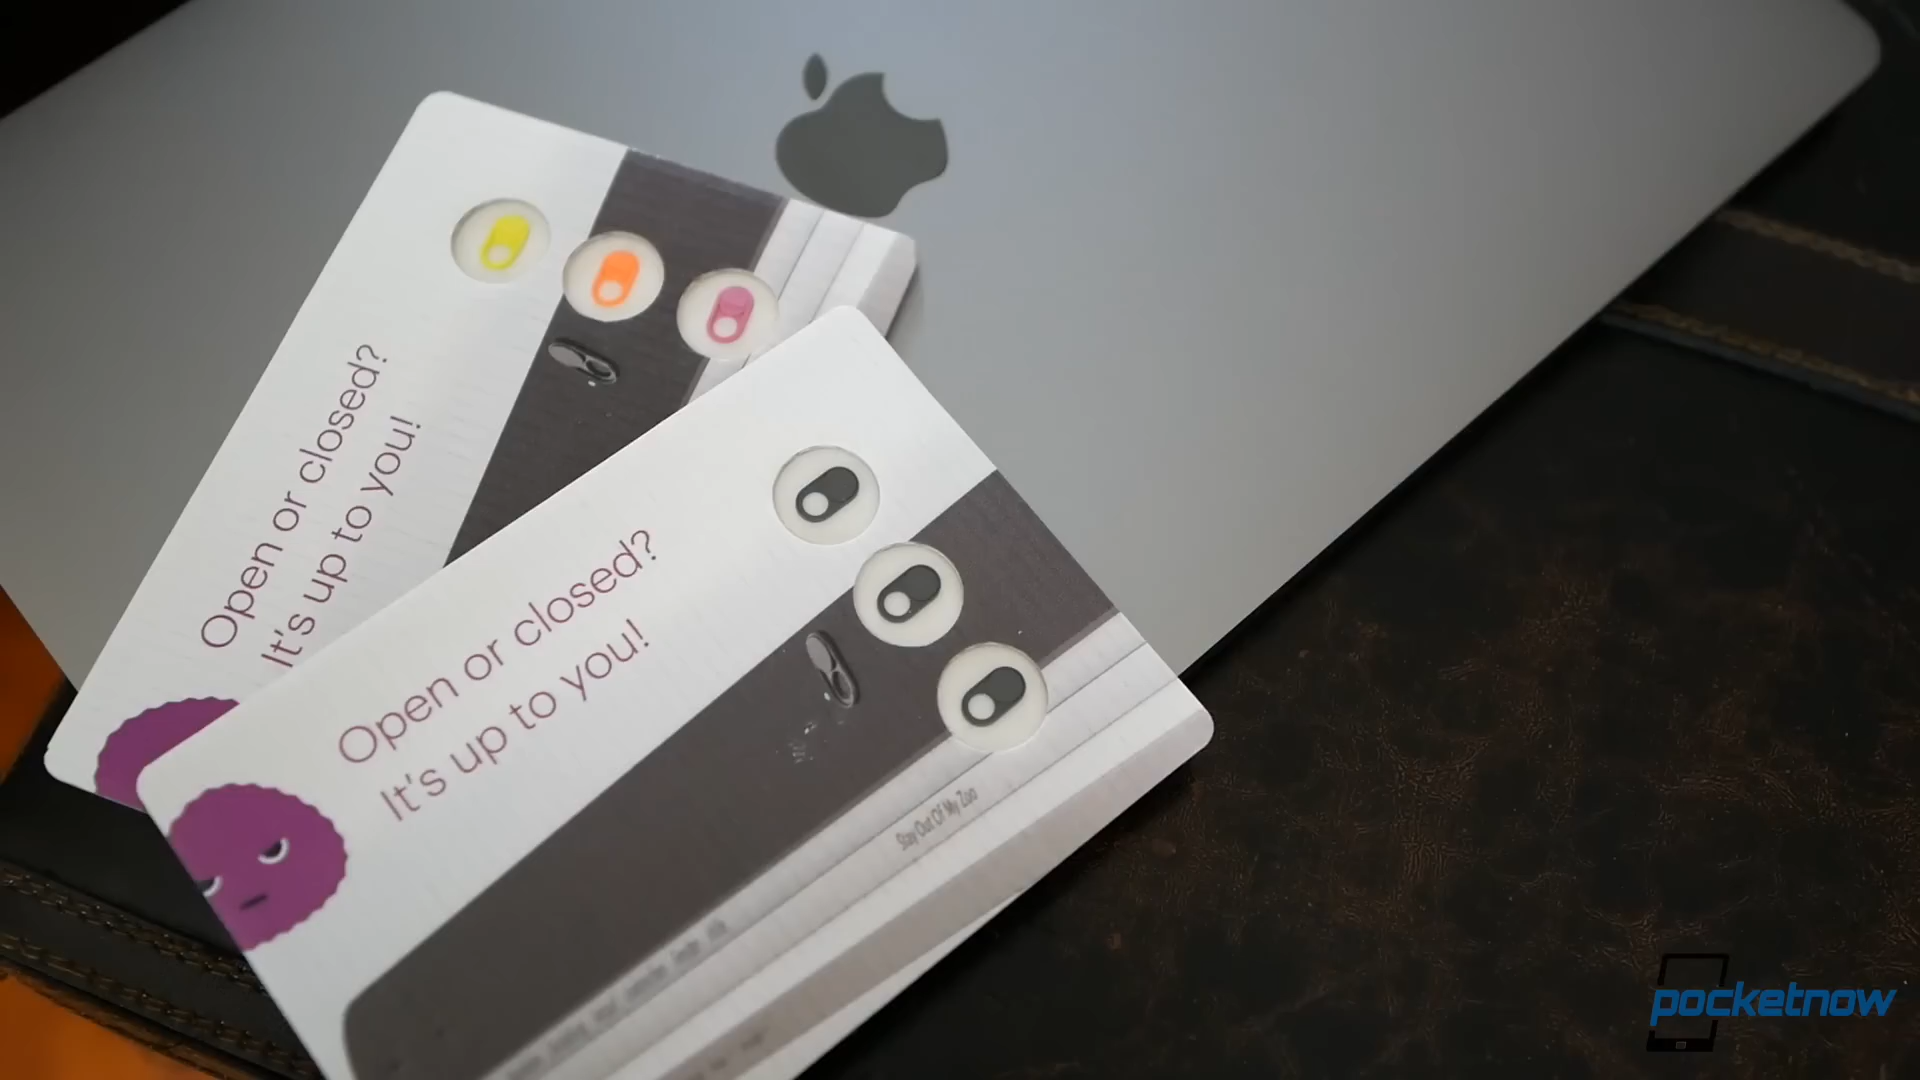 Open or closed?
It's up to you!
Open or closed?
It's up to you!
Stay Out Of My Zoo
pocketnow